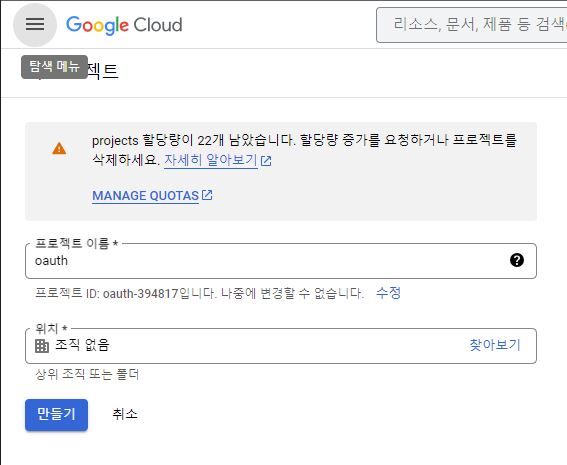 Google Cloud
리소스, 문서, 제품 등 검색
탐색 메뉴
프로젝트
projects 할당량이 22개 남았습니다. 할당량 증가를 요청하거나 프로젝트를
삭제하세요. 자세히 알아보기
MANAGE QUOTAS
프로젝트 이름 *
oauth
프로젝트 ID: oauth-394817입니다. 나중에 변경할 수 없습니다. 수정
위치 *
조직 없음 찾아보기
상위 조직 또는 폴더
만들기 취소